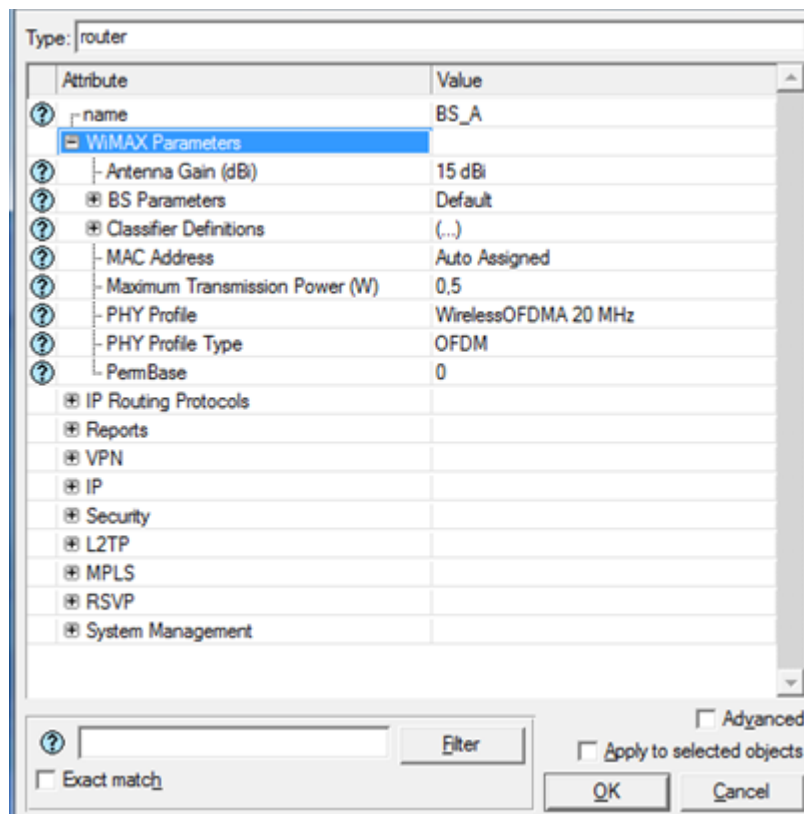 Type: router
Attribute Value
name BS_A
WiMAX Parameters
Antenna Gain (dBi) 15 dBi
BS Parameters Default
Classifier Definitions (...)
MAC Address Auto Assigned
Maximum Transmission Power (W) 0,5
PHY Profile WirelessOFDMA 20 MHz
PHY Profile Type OFDM
PermBase 0
IP Routing Protocols
Reports
VPN
IP
Security
L2TP
MPLS
RSVP
System Management
Advanced
Filter
Apply to selected objects
Exact match
OK Cancel